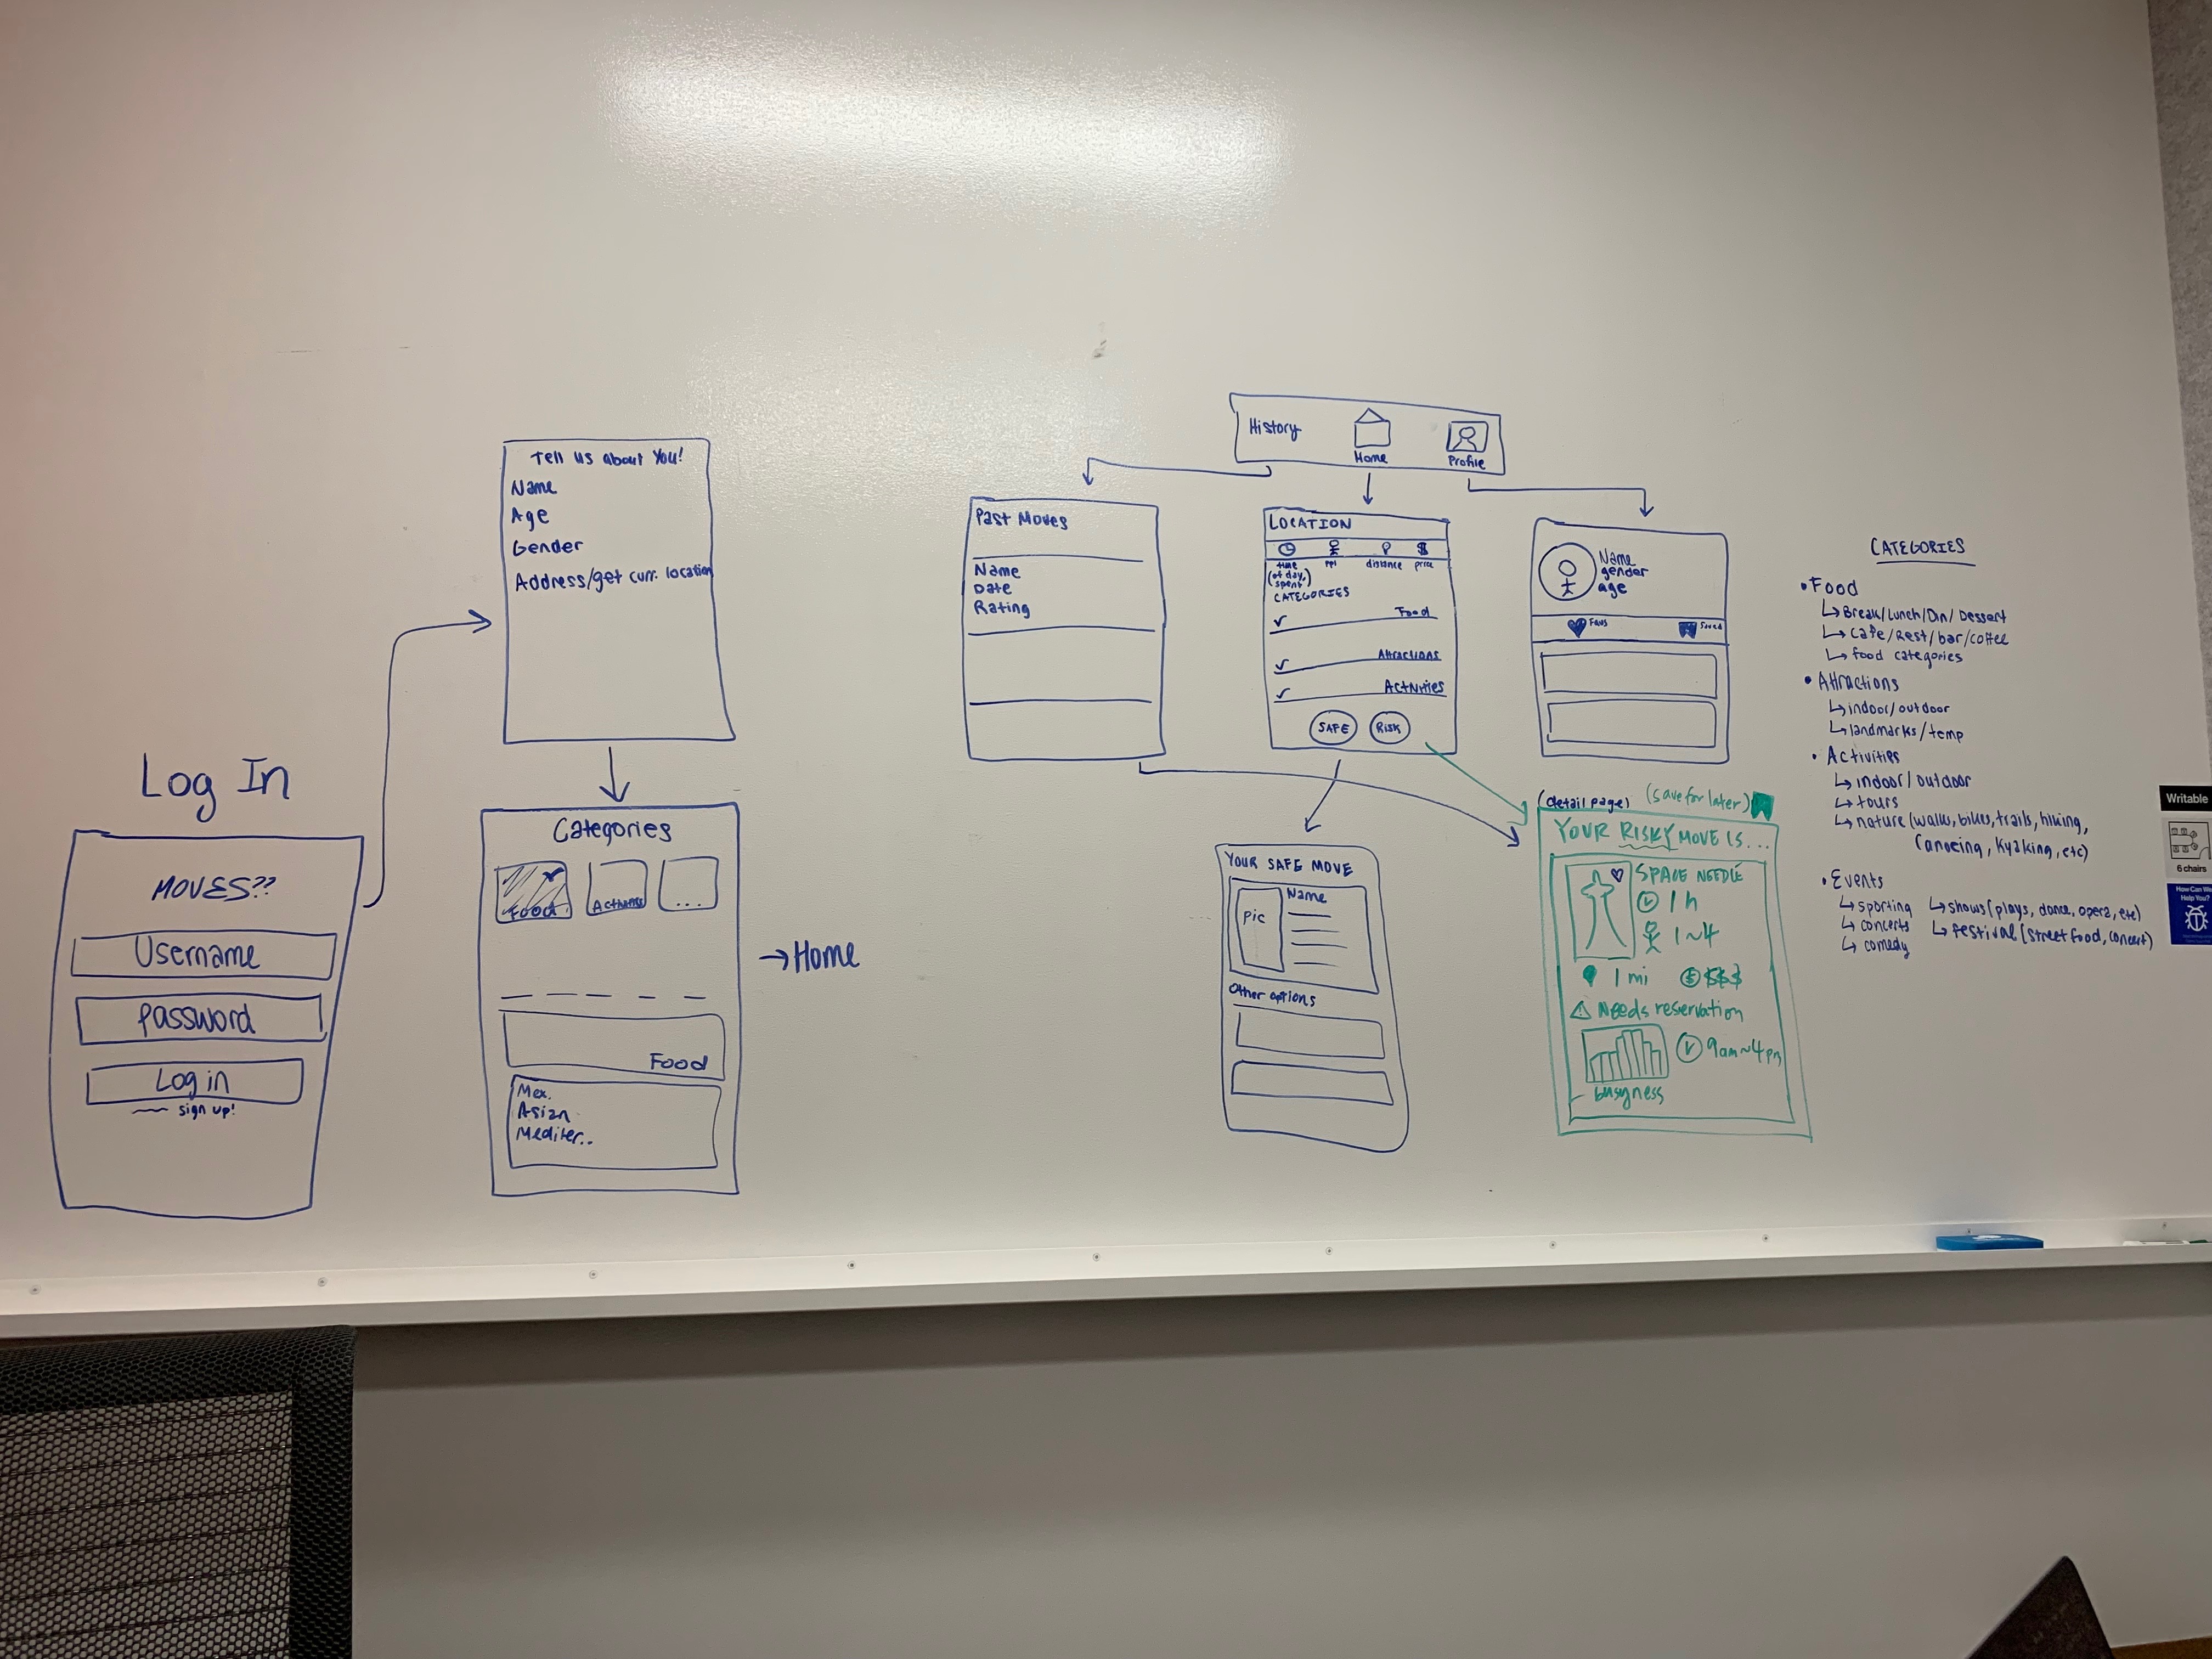 Log In
MOVES??
Username
Password
Log in
sign up!
Tell us about You!
Name
Age
Gender
Address/get curr. location
Categories
Food
Activities
...
Food
Mex.
Asian
Mediter..
→Home
History
Home
Profile
Past Moves
Name
Date
Rating
LOCATION
time
(of day,
spent)
ppl
distance
price
CATEGORIES
Food
Attractions
Activities
SAFE
RISK
Name
gender
age
Favs
Saved
YOUR SAFE MOVE
pic
Name
Other options
(detail page)
(save for later)
YOUR RISKY MOVE IS...
SPACE NEEDLE
1 h
1~4
1 mi
$ $$$
Needs reservation
9am~4pm
busyness
CATEGORIES
• Food
↳ Break/Lunch/Din/Dessert
↳ Cafe/Rest/bar/coffee
↳ food categories
• Attractions
↳ indoor/outdoor
↳ landmarks/temp
• Activities
↳ indoor/outdoor
↳ tours
↳ nature (walks, bikes, trails, hiking,
Canoeing, Kyaking, etc)
• Events
↳ sporting
↳ concerts
↳ comedy
↳ shows (plays, dance, opera, etc)
↳ festival (street food, concert)
Writable
6 chairs
How Can We
Help You?